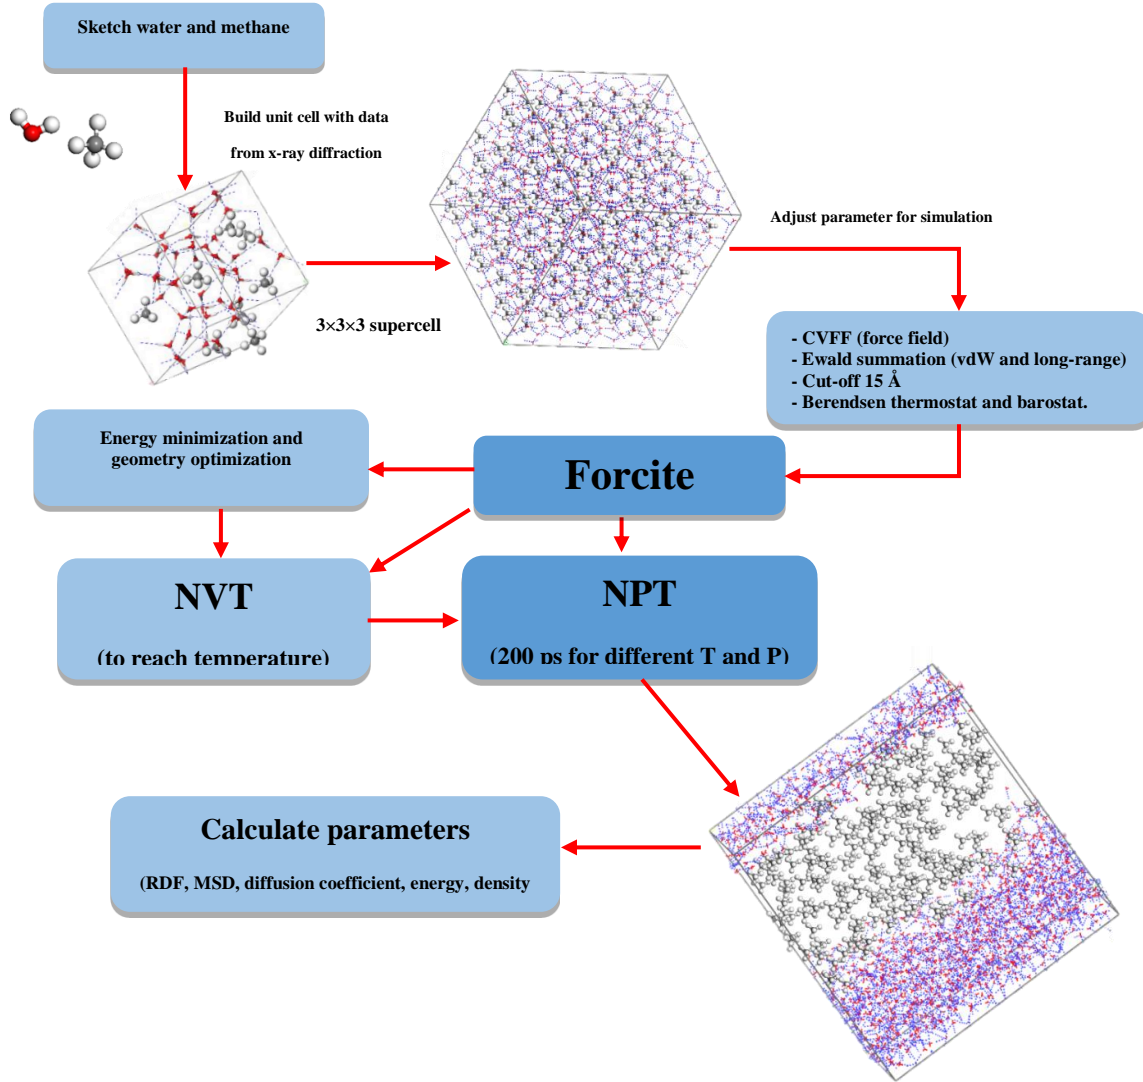 Sketch water and methane
Build unit cell with data
from x-ray diffraction
3×3×3 supercell
Adjust parameter for simulation
- CVFF (force field)
- Ewald summation (vdW and long-range)
- Cut-off 15 Å
- Berendsen thermostat and barostat.
Energy minimization and
geometry optimization
Forcite
NVT
(to reach temperature)
NPT
(200 ps for different T and P)
Calculate parameters
(RDF, MSD, diffusion coefficient, energy, density